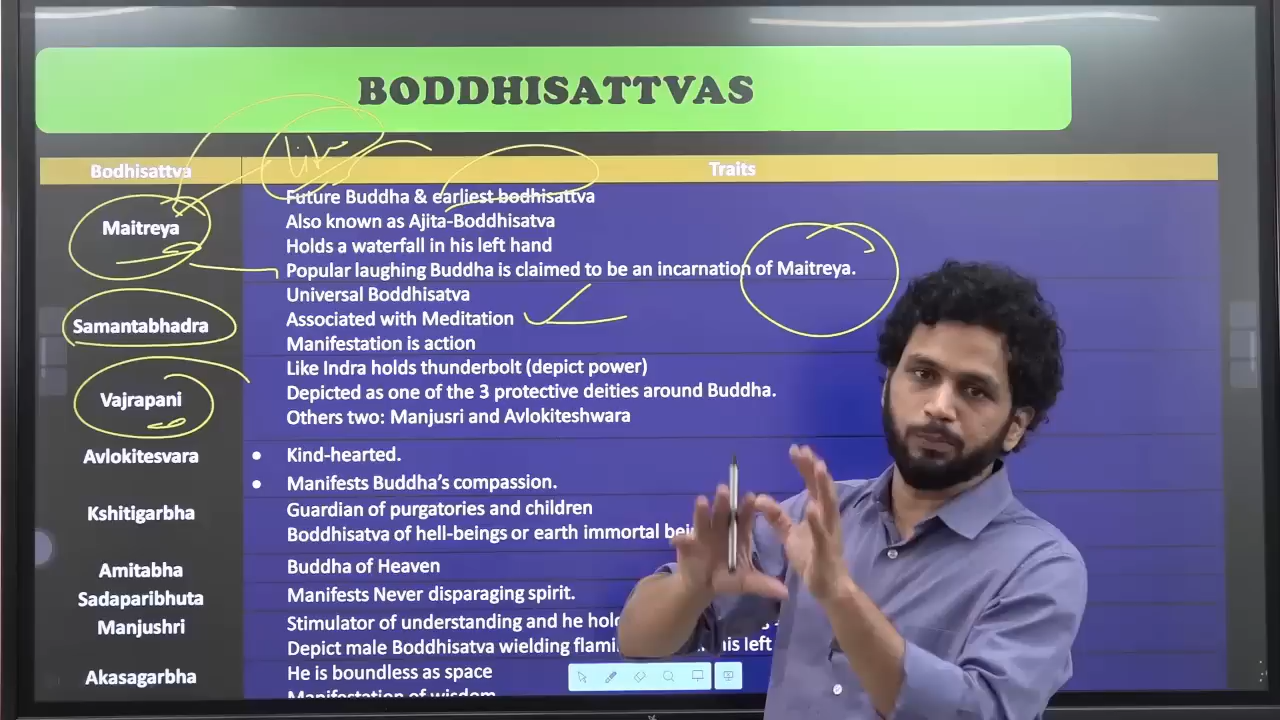 BODDHISATTVAS
Bodhisattva Traits
Maitreya
Future Buddha & earliest bodhisattva
Also known as Ajita-Boddhisatva
Holds a waterfall in his left hand
Popular laughing Buddha is claimed to be an incarnation of Maitreya.
Samantabhadra
Universal Boddhisatva
Associated with Meditation
Manifestation is action
Vajrapani
Like Indra holds thunderbolt (depict power)
Depicted as one of the 3 protective deities around Buddha.
Others two: Manjusri and Avlokiteshwara
Avlokitesvara
• Kind-hearted.
• Manifests Buddha’s compassion.
Kshitigarbha
Guardian of purgatories and children
Boddhisatva of hell-beings or earth immortal
Amitabha
Buddha of Heaven
Sadaparibhuta
Manifests Never disparaging spirit.
Manjushri
Stimulator of understanding and he
Depict male Boddhisatva wielding left
Akasagarbha
He is boundless as space
Manifestation of wisdom